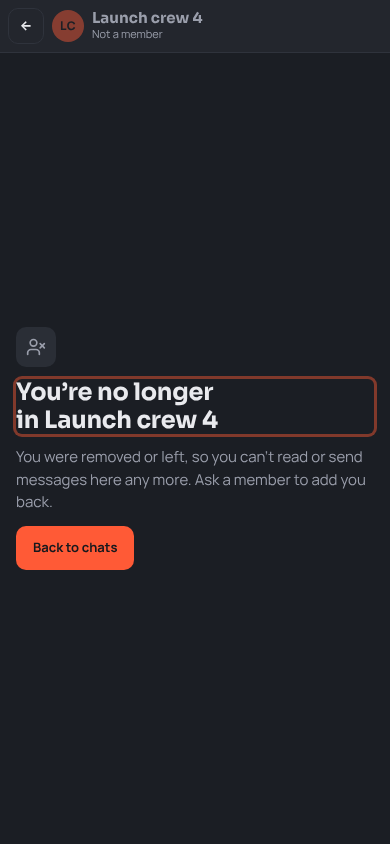 LC
Launch crew 4
Not a member
You’re no longer
in Launch crew 4
You were removed or left, so you can’t read or send
messages here any more. Ask a member to add you
back.
Back to chats